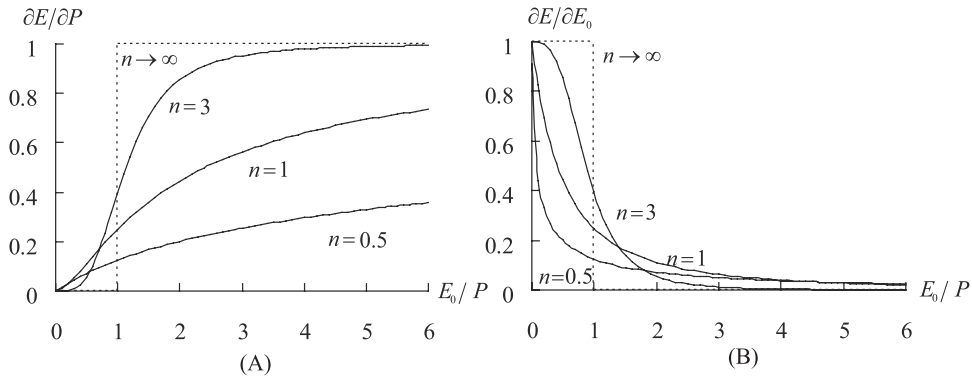 ∂E/∂P
1
0.8
0.6
0.4
0.2
0
n→∞
n=3
n=1
n=0.5
E₀/P
0 1 2 3 4 5 6
(A)
∂E/∂E₀
1
0.8
0.6
0.4
0.2
0
n→∞
n=3
n=1
n=0.5
E₀/P
0 1 2 3 4 5 6
(B)